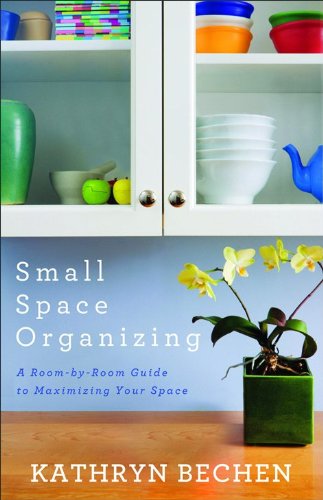 Small
Space
Organizing
A Room-by-Room Guide
to Maximizing Your Space
KATHRYN BECHEN